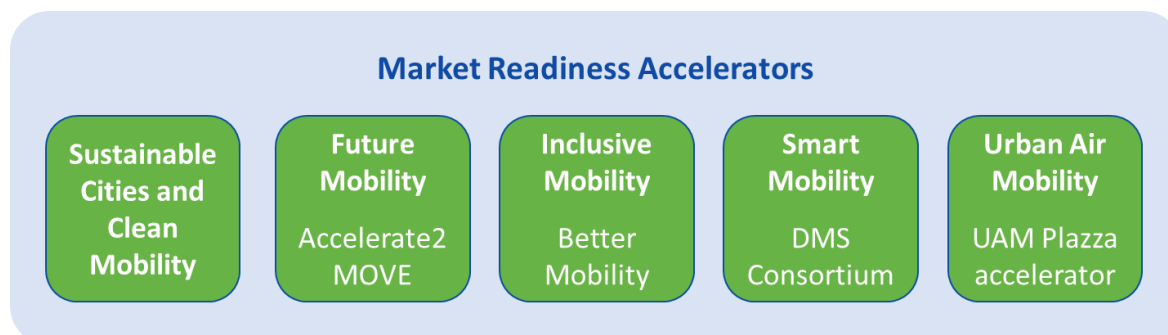 Market Readiness Accelerators
Sustainable
Cities and
Clean
Mobility
Future
Mobility
Accelerate2
MOVE
Inclusive
Mobility
Better
Mobility
Smart
Mobility
DMS
Consortium
Urban Air
Mobility
UAM Plazza
accelerator